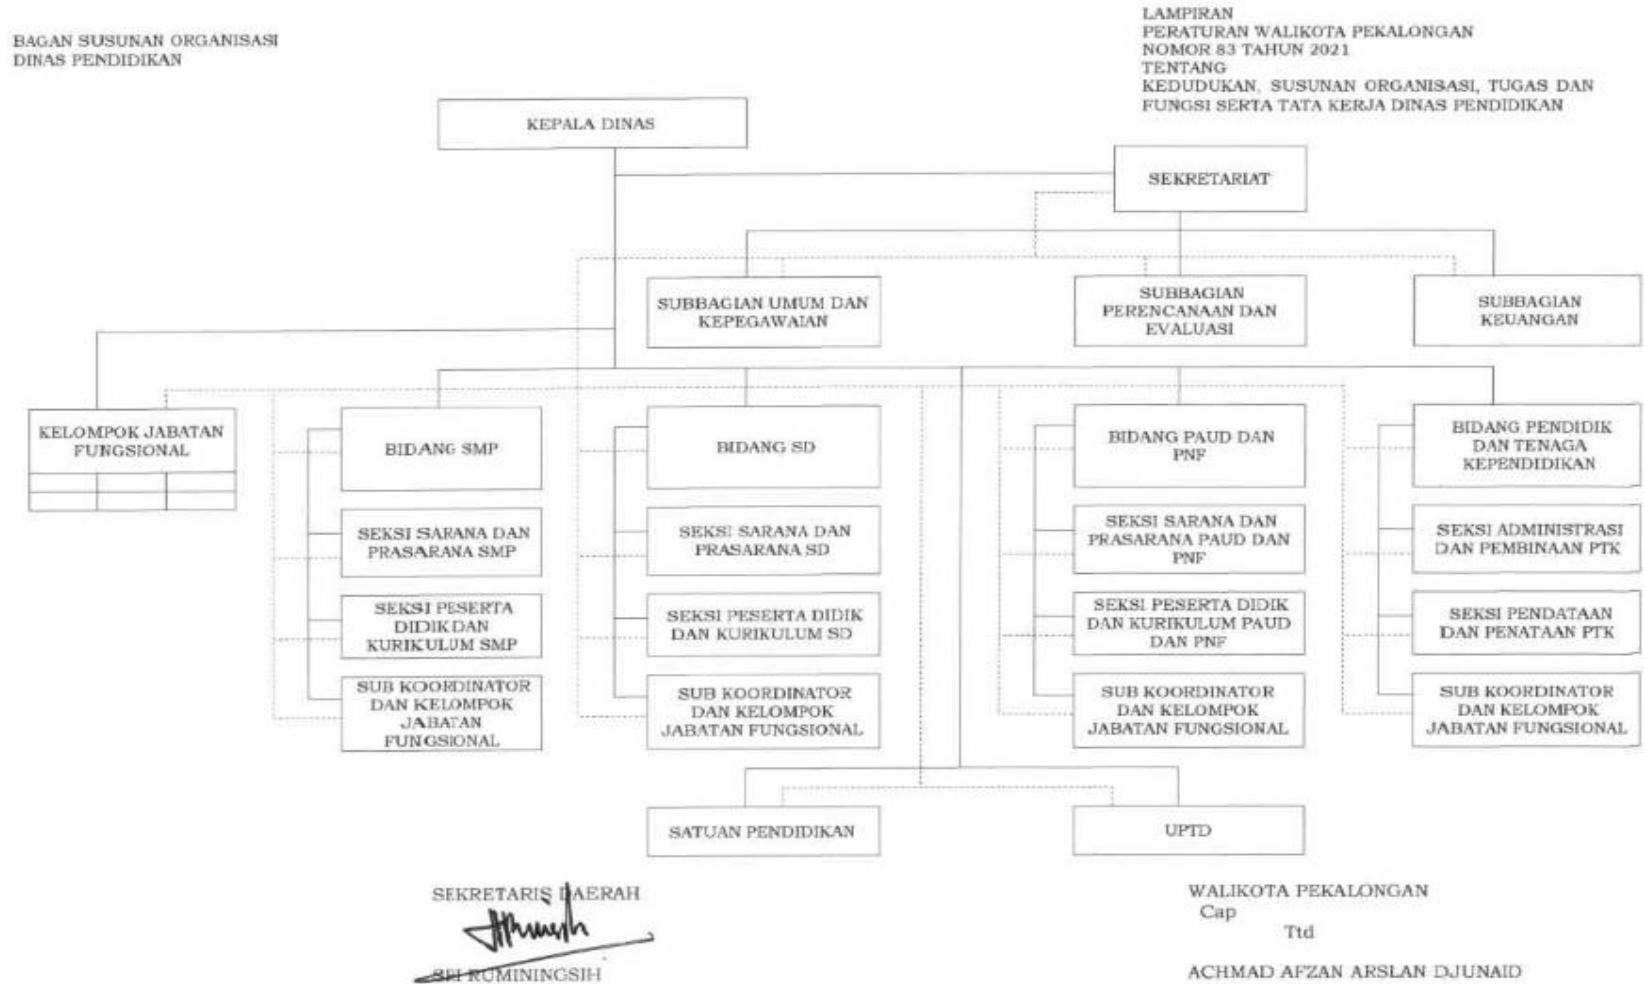 BAGAN SUSUNAN ORGANISASI
DINAS PENDIDIKAN
LAMPIRAN
PERATURAN WALIKOTA PEKALONGAN
NOMOR 83 TAHUN 2021
TENTANG
KEDUDUKAN, SUSUNAN ORGANISASI, TUGAS DAN
FUNGSI SERTA TATA KERJA DINAS PENDIDIKAN
KEPALA DINAS
SEKRETARIAT
SUBBAGIAN UMUM DAN
KEPEGAWAIAN
SUBBAGIAN
PERENCANAAN DAN
EVALUASI
SUBBAGIAN
KEUANGAN
KELOMPOK JABATAN
FUNGSIONAL
BIDANG SMP
BIDANG SD
BIDANG PAUD DAN
PNF
BIDANG PENDIDIK
DAN TENAGA
KEPENDIDIKAN
SEKSI SARANA DAN
PRASARANA SMP
SEKSI SARANA DAN
PRASARANA SD
SEKSI SARANA DAN
PRASARANA PAUD DAN
PNF
SEKSI ADMINISTRASI
DAN PEMBINAAN PTK
SEKSI PESERTA
DIDIK DAN
KURIKULUM SMP
SEKSI PESERTA DIDIK
DAN KURIKULUM SD
SEKSI PESERTA DIDIK
DAN KURIKULUM PAUD
DAN PNF
SEKSI PENDATAAN
DAN PENATAAN PTK
SUB KOORDINATOR
DAN KELOMPOK
JABATAN
FUNGSIONAL
SUB KOORDINATOR
DAN KELOMPOK
JABATAN FUNGSIONAL
SUB KOORDINATOR
DAN KELOMPOK
JABATAN FUNGSIONAL
SUB KOORDINATOR
DAN KELOMPOK
JABATAN FUNGSIONAL
SATUAN PENDIDIKAN
UPTD
SEKRETARIS DAERAH
SRI RUMININGSIH
WALIKOTA PEKALONGAN
Cap
Ttd
ACHMAD AFZAN ARSLAN DJUNAID